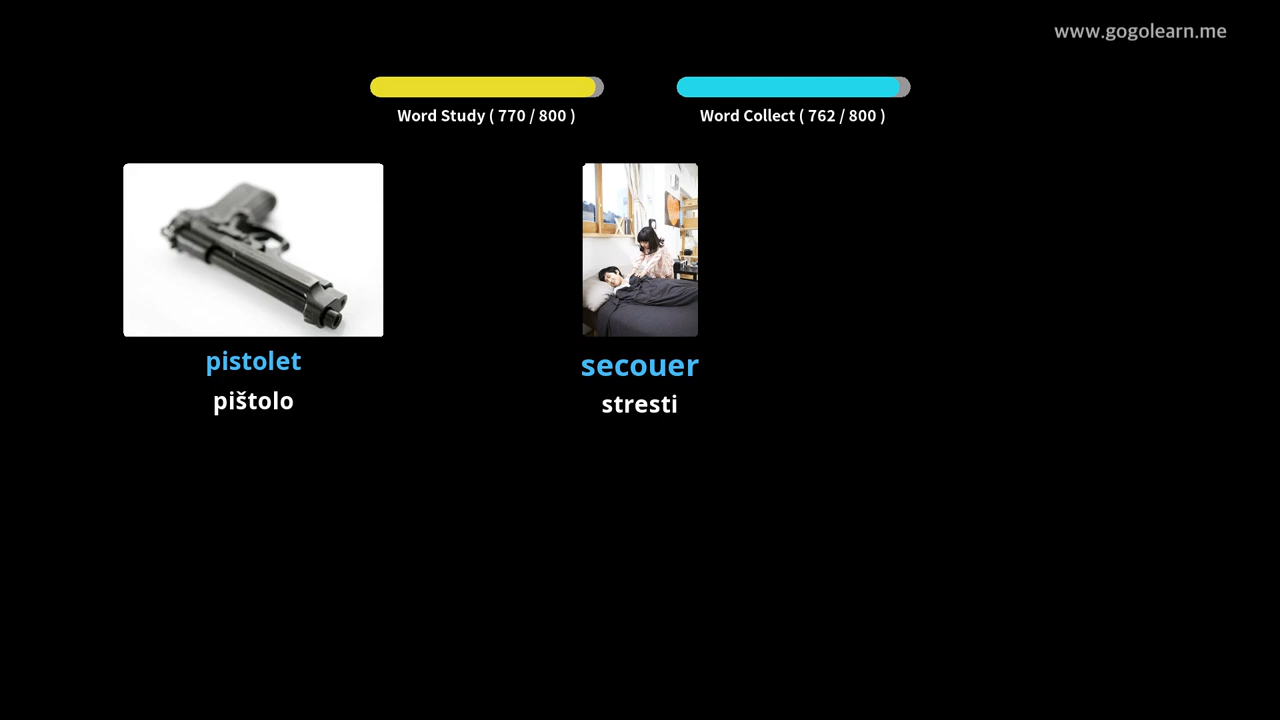 www.gogolearn.me
Word Study ( 770 / 800 )
Word Collect ( 762 / 800 )
pistolet
pištolo
secouer
stresti